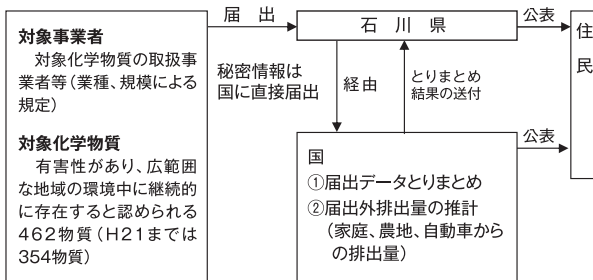 対象事業者
対象化学物質の取扱事
業者等(業種、規模による
規定)
対象化学物質
有害性があり、広範囲
な地域の環境中に継続的
に存在すると認められる
462物質(H21までは
354物質)
届出
秘密情報は
国に直接届出
石川県
経由
とりまとめ
結果の送付
国
①届出データとりまとめ
②届出外排出量の推計
(家庭、農地、自動車から
の排出量)
公表
公表
住
民